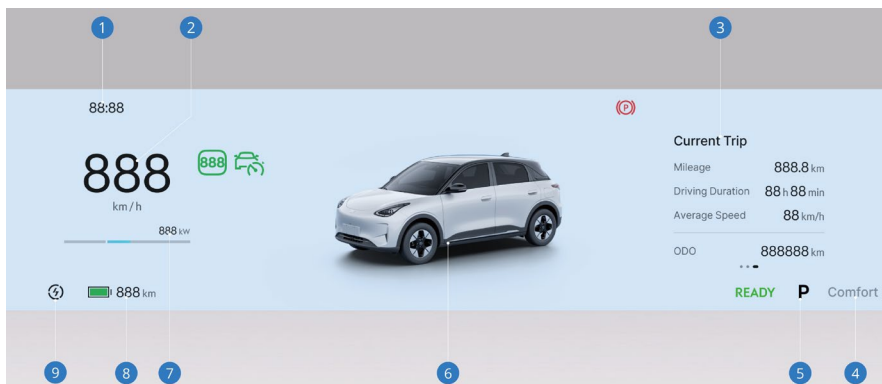 1
2
3
88:88
(P)
888
888
km/h
888 kW
888 km
Current Trip
Mileage 888.8 km
Driving Duration 88 h 88 min
Average Speed 88 km/h
ODO 888888 km
READY P Comfort
9
8
7
6
5
4